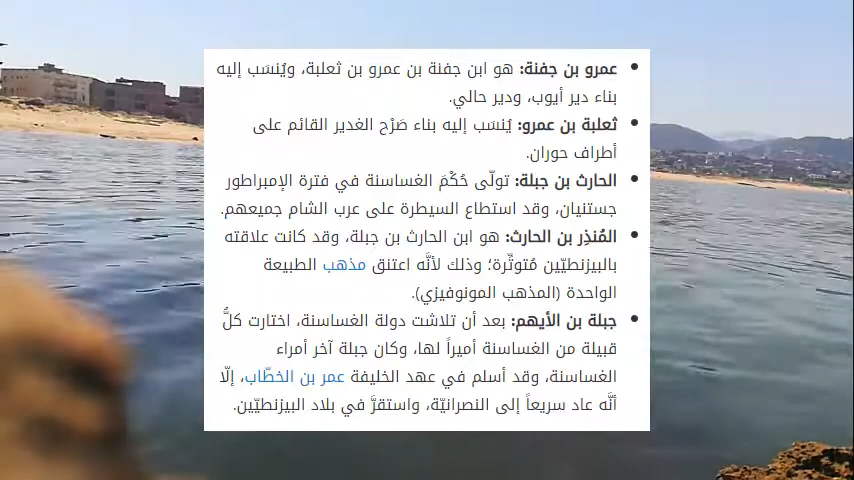 عمرو بن جفنة: هو ابن جفنة بن عمرو بن ثعلبة، ويُنسَب إليه
بناء دير أيوب، ودير حالي.
ثعلبة بن عمرو: يُنسَب إليه بناء صَرْح الغدير القائم على
أطراف حوران.
الحارث بن جبلة: تولّى حُكْمَ الغساسنة في فترة الإمبراطور
جستنيان، وقد استطاع السيطرة على عرب الشام جميعهم.
المُنذِر بن الحارث: هو ابن الحارث بن جبلة، وقد كانت علاقته
بالبيزنطيّين مُتوتِّرة؛ وذلك لأنَّه اعتنق مذهب الطبيعة
الواحدة (المذهب المونوفيزي).
جبلة بن الأيهم: بعد أن تلاشت دولة الغساسنة، اختارت كلُّ
قبيلة من الغساسنة أميراً لها، وكان جبلة آخر أمراء
الغساسنة، وقد أسلم في عهد الخليفة عمر بن الخطّاب، إلّا
أنَّه عاد سريعاً إلى النصرانيّة، واستقرَّ في بلاد البيزنطيّين.